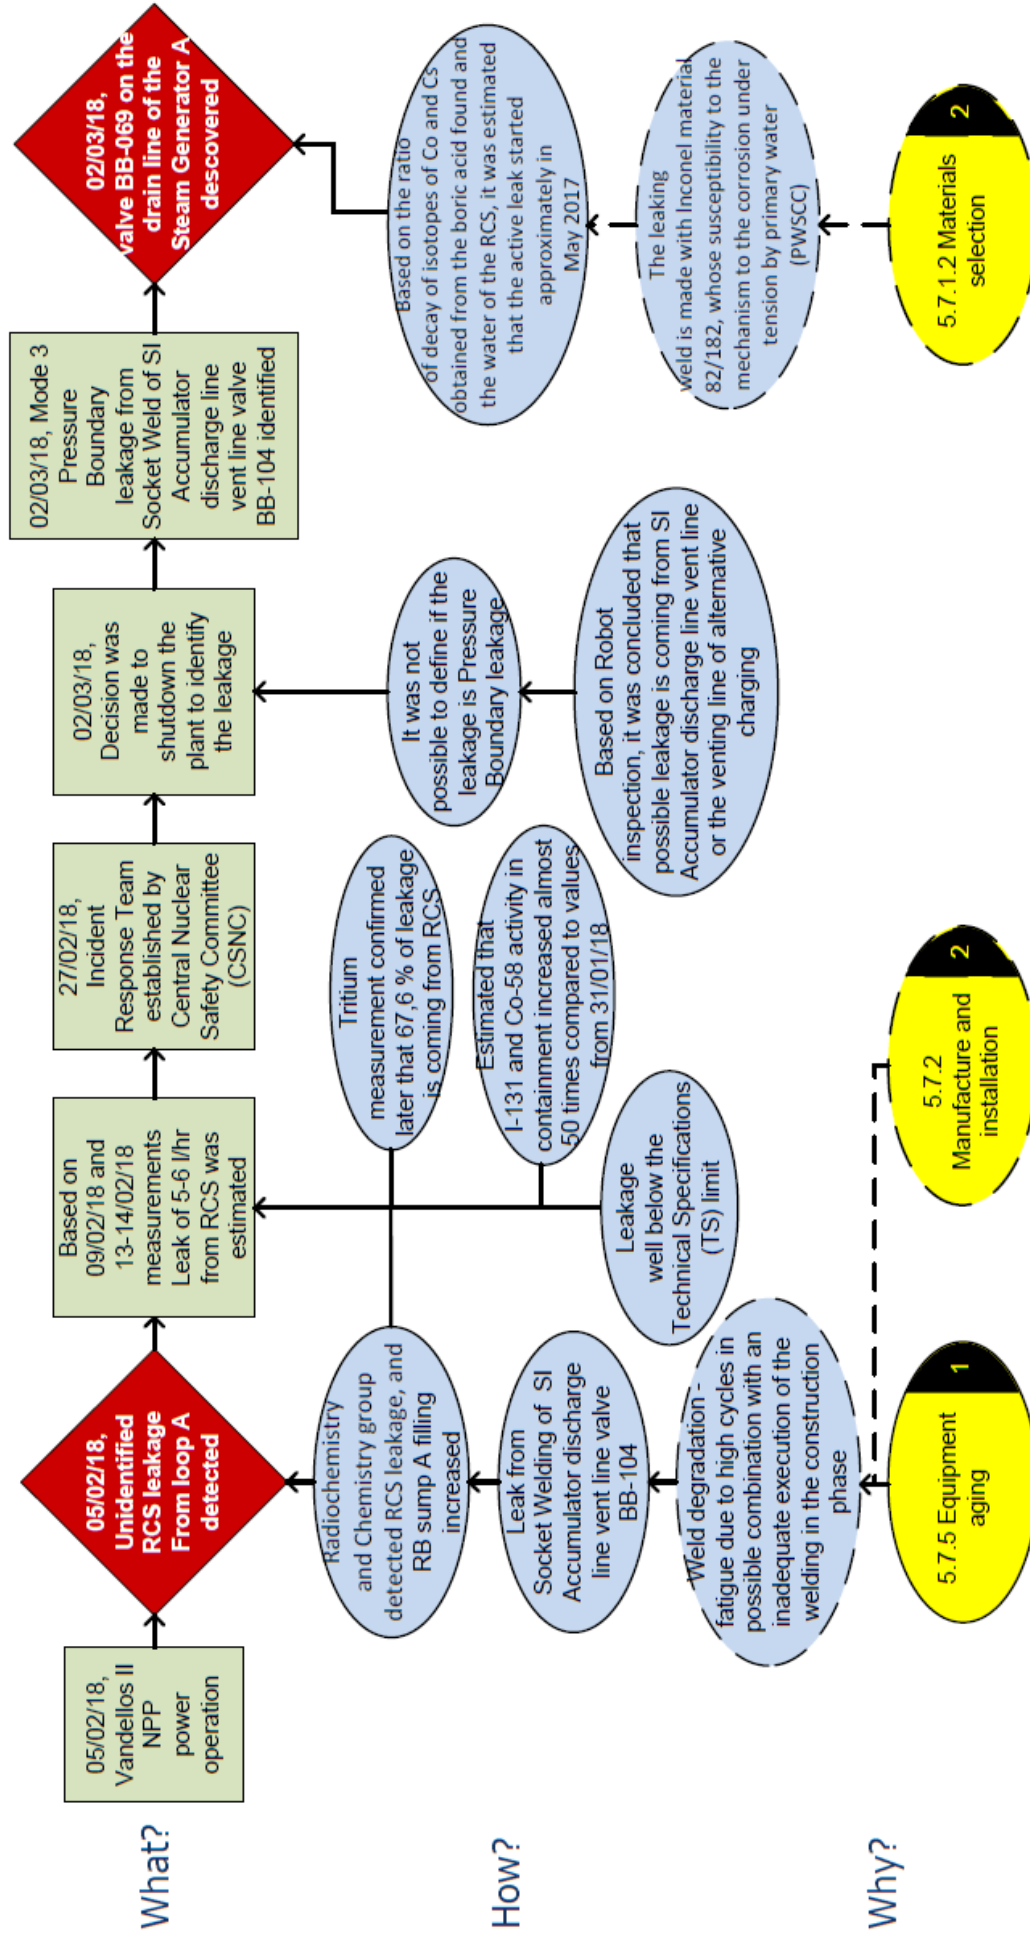 What?
05/02/18,
Vandellos II
NPP
power
operation
05/02/18,
Unidentified
RCS leakage
From loop A
detected
Based on
09/02/18 and
13-14/02/18
measurements
Leak of 5-6 l/hr
from RCS was
estimated
27/02/18,
Incident
Response Team
established by
Central Nuclear
Safety Committee
(CSNC)
02/03/18,
Decision was
made to
shutdown the
plant to identify
the leakage
02/03/18, Mode 3
Pressure
Boundary
leakage from
Socket Weld of SI
Accumulator
discharge line
vent line valve
BB-104 identified
02/03/18,
valve BB-069 on the
drain line of the
Steam Generator A
descovered
How?
Radiochemistry
and Chemistry group
detected RCS leakage, and
RB sump A filling
increased
Leak from
Socket Welding of SI
Accumulator discharge
line vent line valve
BB-104
Weld degradation -
fatigue due to high cycles in
possible combination with an
inadequate execution of the
welding in the construction
phase
Tritium
measurement confirmed
later that 67,6 % of leakage
is coming from RCS
Estimated that
I-131 and Co-58 activity in
containment increased almost
50 times compared to values
from 31/01/18
Leakage
well below the
Technical Specifications
(TS) limit
It was not
possible to define if the
leakage is Pressure
Boundary leakage
Based on Robot
inspection, it was concluded that
possible leakage is coming from SI
Accumulator discharge line vent line
or the venting line of alternative
charging
Based on the ratio
of decay of isotopes of Co and Cs
obtained from the boric acid found and
the water of the RCS, it was estimated
that the active leak started
approximately in
May 2017
The leaking
weld is made with Inconel material
82/182, whose susceptibility to the
mechanism to the corrosion under
tension by primary water
(PWSCC)
Why?
5.7.5 Equipment
aging
1
5.7.2
Manufacture and
installation
2
5.7.1.2 Materials
selection
2